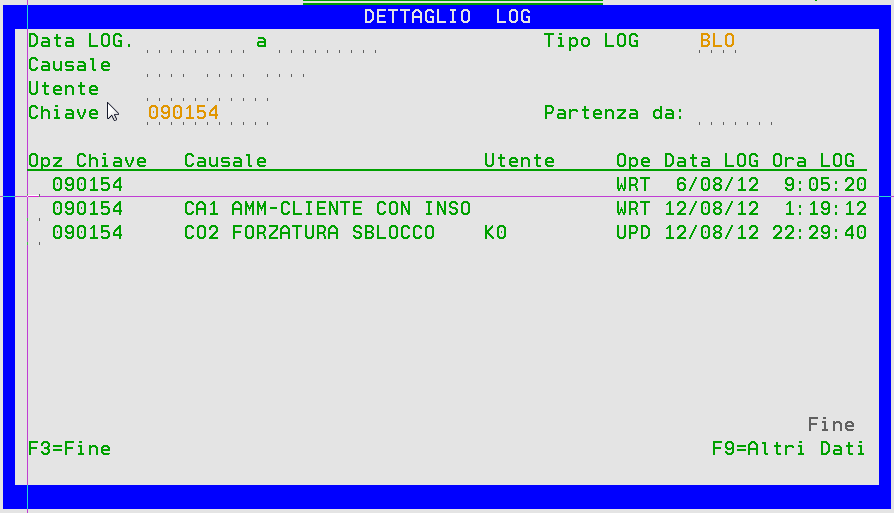 DETTAGLIO LOG
Data LOG. a Tipo LOG BLO
Causale
Utente
Chiave 090154 Partenza da:
Opz Chiave Causale Utente Ope Data LOG Ora LOG
090154 WRT 6/08/12 9:05:20
090154 CA1 AMM-CLIENTE CON INSO WRT 12/08/12 1:19:12
090154 CO2 FORZATURA SBLOCCO K0 UPD 12/08/12 22:29:40
Fine
F3=Fine F9=Altri Dati